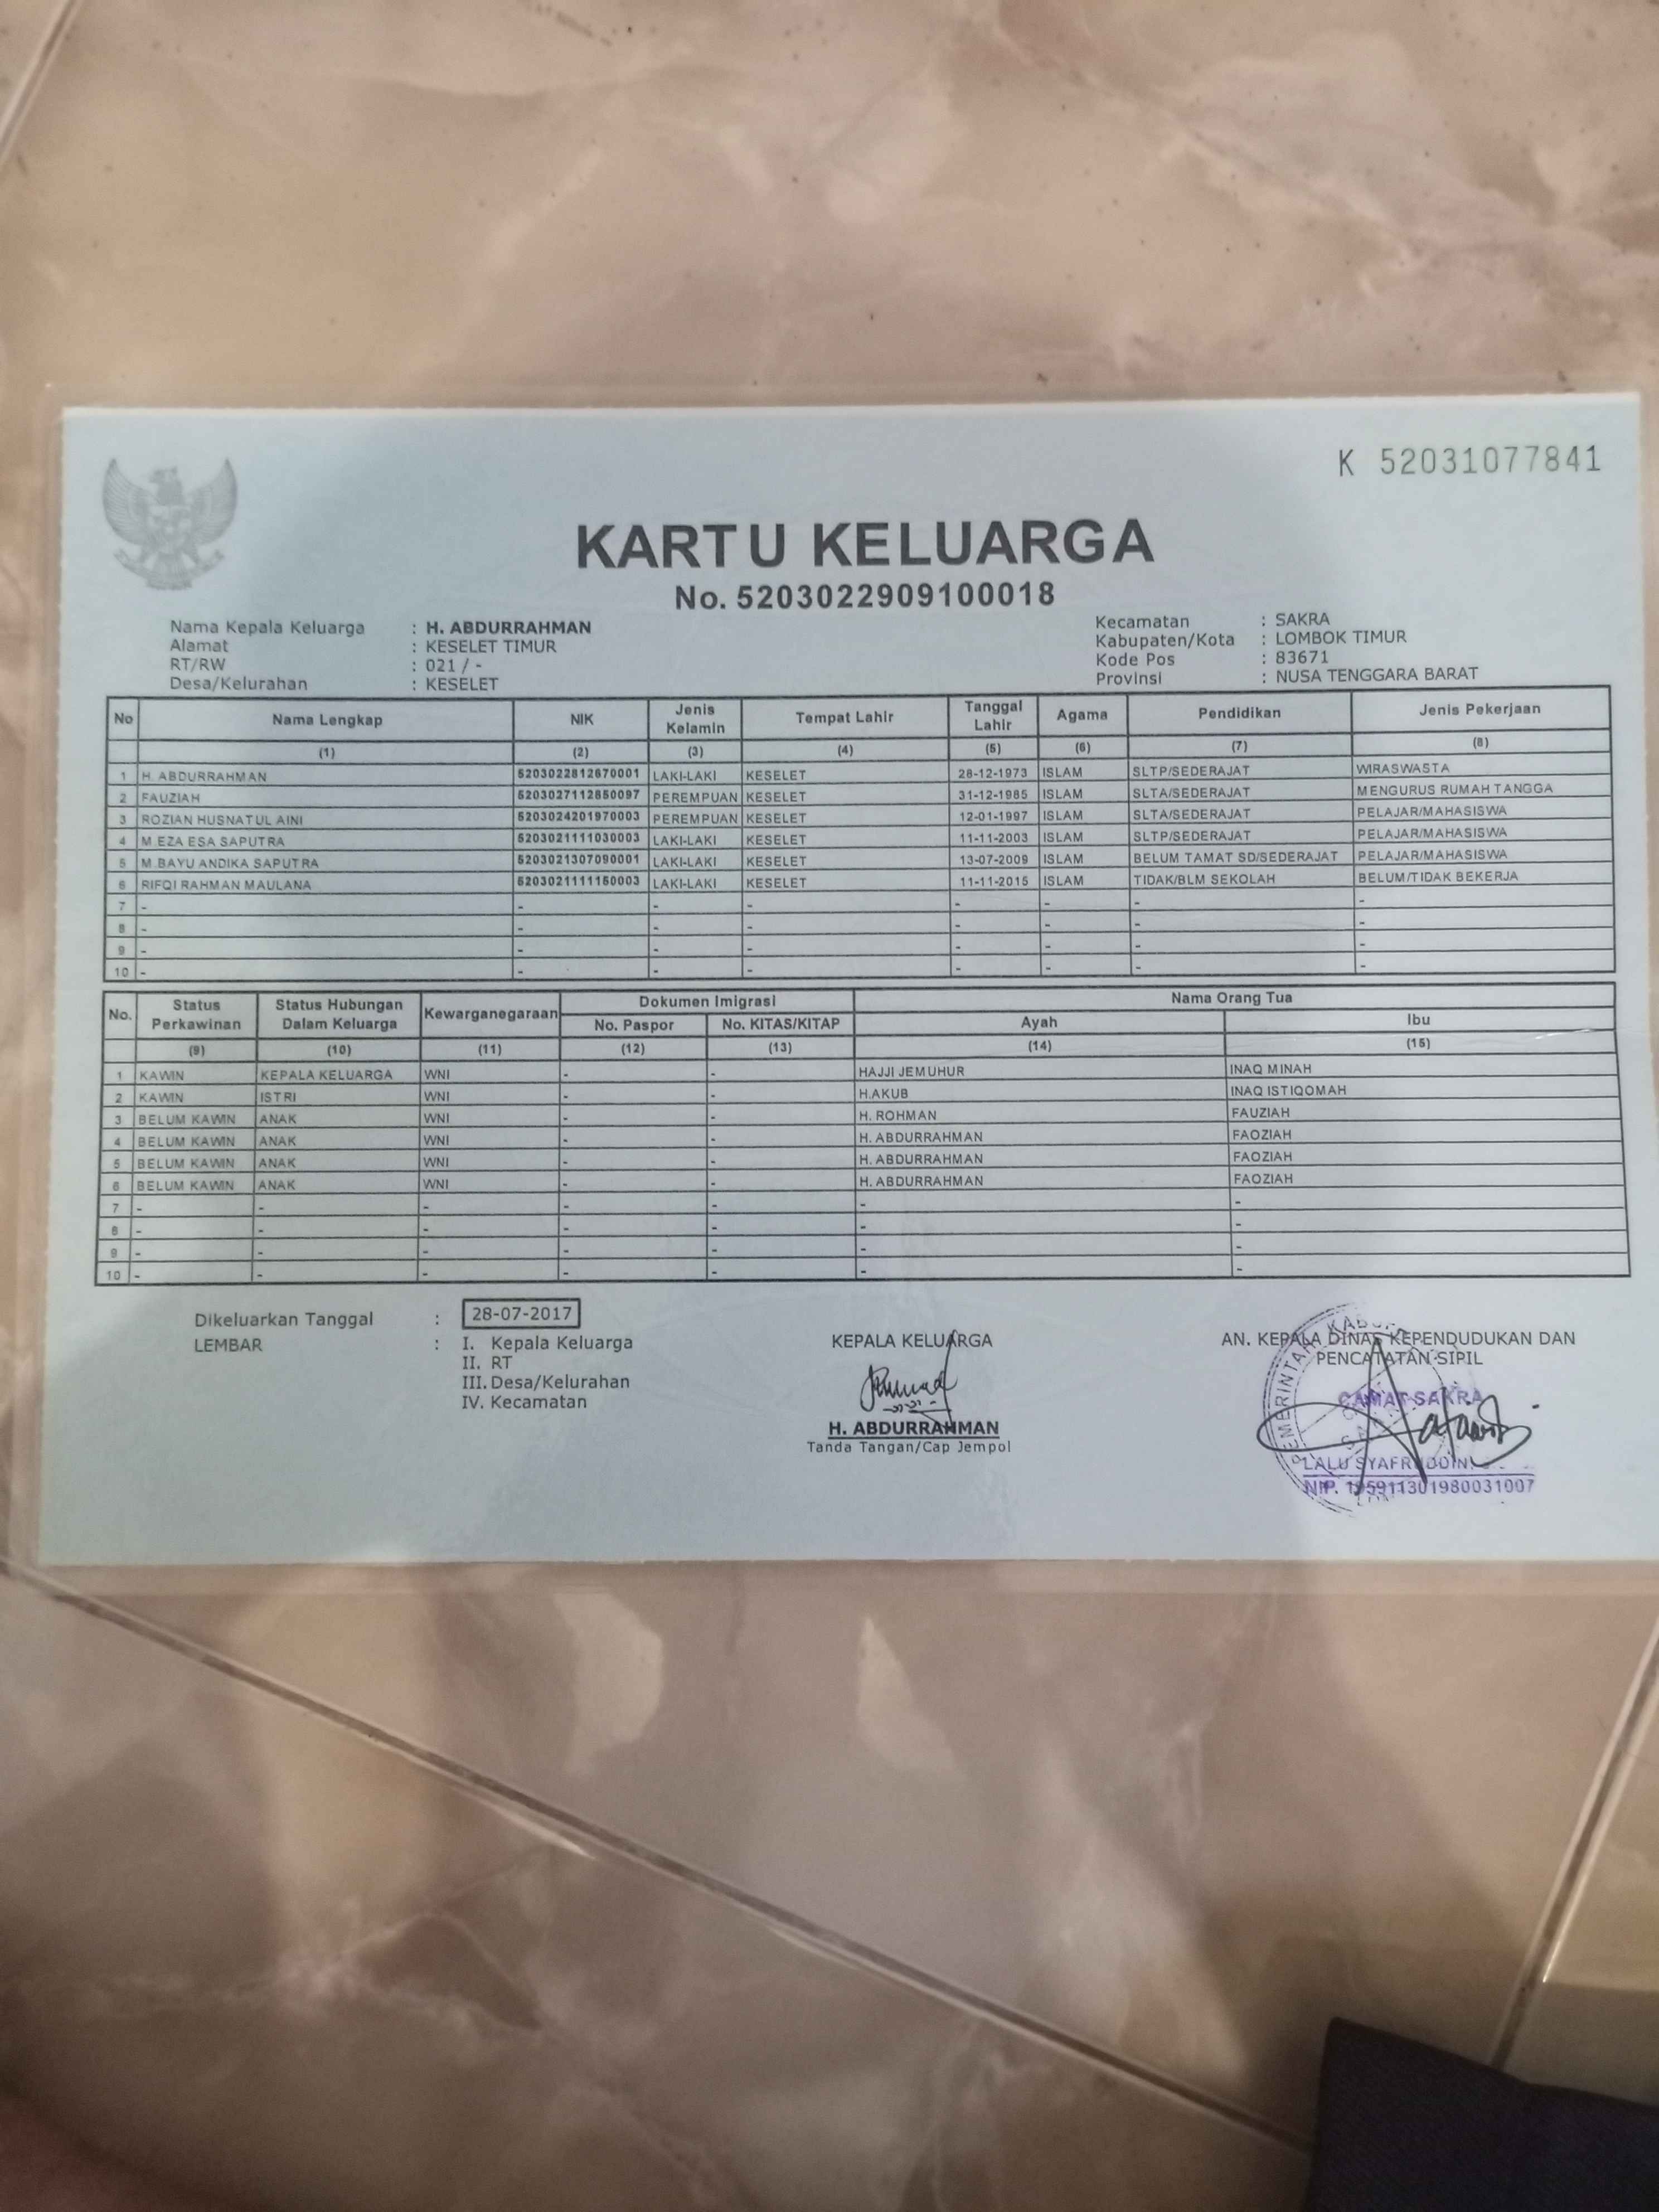 K 52031077841
KARTU KELUARGA
No. 5203022909100018
Nama Kepala Keluarga : H. ABDURRAHMAN
Alamat : KESELET TIMUR
RT/RW : 021 / -
Desa/Kelurahan : KESELET
Kecamatan : SAKRA
Kabupaten/Kota : LOMBOK TIMUR
Kode Pos : 83671
Provinsi : NUSA TENGGARA BARAT
No Nama Lengkap NIK Jenis Kelamin Tempat Lahir Tanggal Lahir Agama Pendidikan Jenis Pekerjaan
(1) (2) (3) (4) (5) (6) (7) (8)
1 H. ABDURRAHMAN 5203022812670001 LAKI-LAKI KESELET 28-12-1973 ISLAM SLTP/SEDERAJAT WIRASWASTA
2 FAUZIAH 5203027112850097 PEREMPUAN KESELET 31-12-1985 ISLAM SLTA/SEDERAJAT MENGURUS RUMAH TANGGA
3 ROZIAN HUSNATUL AINI 5203024201970003 PEREMPUAN KESELET 12-01-1997 ISLAM SLTA/SEDERAJAT PELAJAR/MAHASISWA
4 M EZA ESA SAPUTRA 5203021111030003 LAKI-LAKI KESELET 11-11-2003 ISLAM SLTP/SEDERAJAT PELAJAR/MAHASISWA
5 M BAYU ANDIKA SAPUTRA 5203021307090001 LAKI-LAKI KESELET 13-07-2009 ISLAM BELUM TAMAT SD/SEDERAJAT PELAJAR/MAHASISWA
6 RIFQI RAHMAN MAULANA 5203021111150003 LAKI-LAKI KESELET 11-11-2015 ISLAM TIDAK/BLM SEKOLAH BELUM/TIDAK BEKERJA
7 - - - - - - - -
8 - - - - - - - -
9 - - - - - - - -
10 - - - - - - - -
No. Status Perkawinan Status Hubungan Dalam Keluarga Kewarganegaraan Dokumen Imigrasi Nama Orang Tua
No. Paspor No. KITAS/KITAP Ayah Ibu
(9) (10) (11) (12) (13) (14) (15)
1 KAWIN KEPALA KELUARGA WNI - - HAJJI JEMUHUR INAQ MINAH
2 KAWIN ISTRI WNI - - H.AKUB INAQ ISTIQOMAH
3 BELUM KAWIN ANAK WNI - - H. ROHMAN FAUZIAH
4 BELUM KAWIN ANAK WNI - - H. ABDURRAHMAN FAOZIAH
5 BELUM KAWIN ANAK WNI - - H. ABDURRAHMAN FAOZIAH
6 BELUM KAWIN ANAK WNI - - H. ABDURRAHMAN FAOZIAH
7 - - - - - - -
8 - - - - - - -
9 - - - - - - -
10 - - - - - - -
Dikeluarkan Tanggal : 28-07-2017
LEMBAR : I. Kepala Keluarga
II. RT
III. Desa/Kelurahan
IV. Kecamatan
KEPALA KELUARGA
H. ABDURRAHMAN
Tanda Tangan/Cap Jempol
AN. KEPALA DINAS KEPENDUDUKAN DAN
PENCATATAN SIPIL
CAMAT SAKRA
LALU SYAFRUDDIN
NIP. 195911301980031007